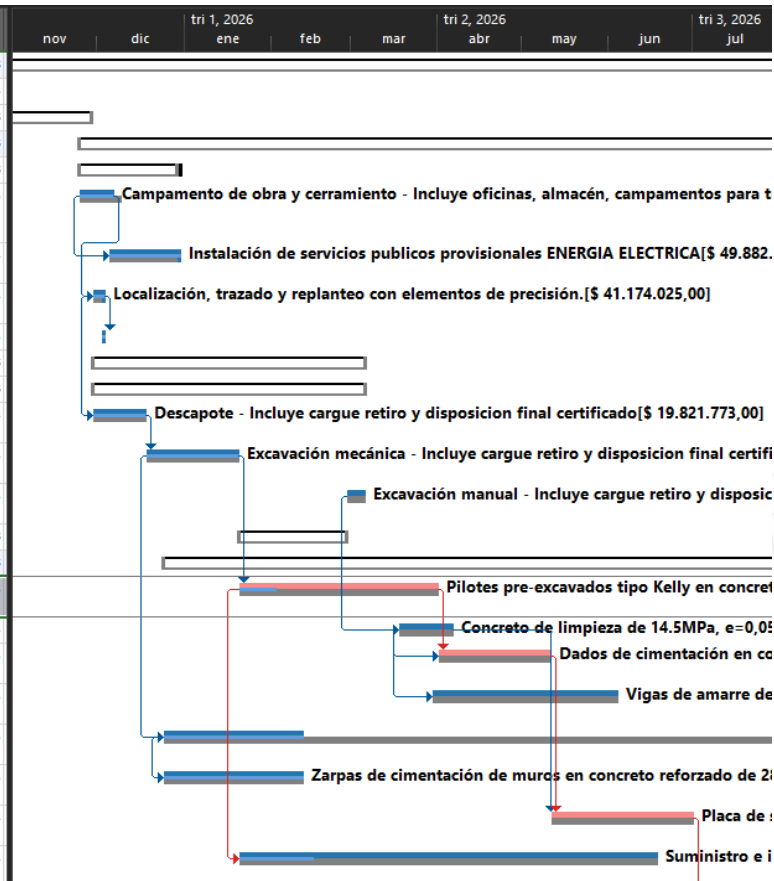 tri 1, 2026 tri 2, 2026 tri 3, 2026
nov dic ene feb mar abr may jun jul
Campamento de obra y cerramiento - Incluye oficinas, almacén, campamentos para t
Instalación de servicios publicos provisionales ENERGIA ELECTRICA[$ 49.882.
Localización, trazado y replanteo con elementos de precisión.[$ 41.174.025,00]
Descapote - Incluye cargue retiro y disposicion final certificado[$ 19.821.773,00]
Excavación mecánica - Incluye cargue retiro y disposicion final certifi
Excavación manual - Incluye cargue retiro y disposic
Pilotes pre-excavados tipo Kelly en concret
Concreto de limpieza de 14.5MPa, e=0,05
Dados de cimentación en co
Vigas de amarre de
Zarpas de cimentación de muros en concreto reforzado de 28
Placa de s
Suministro e i